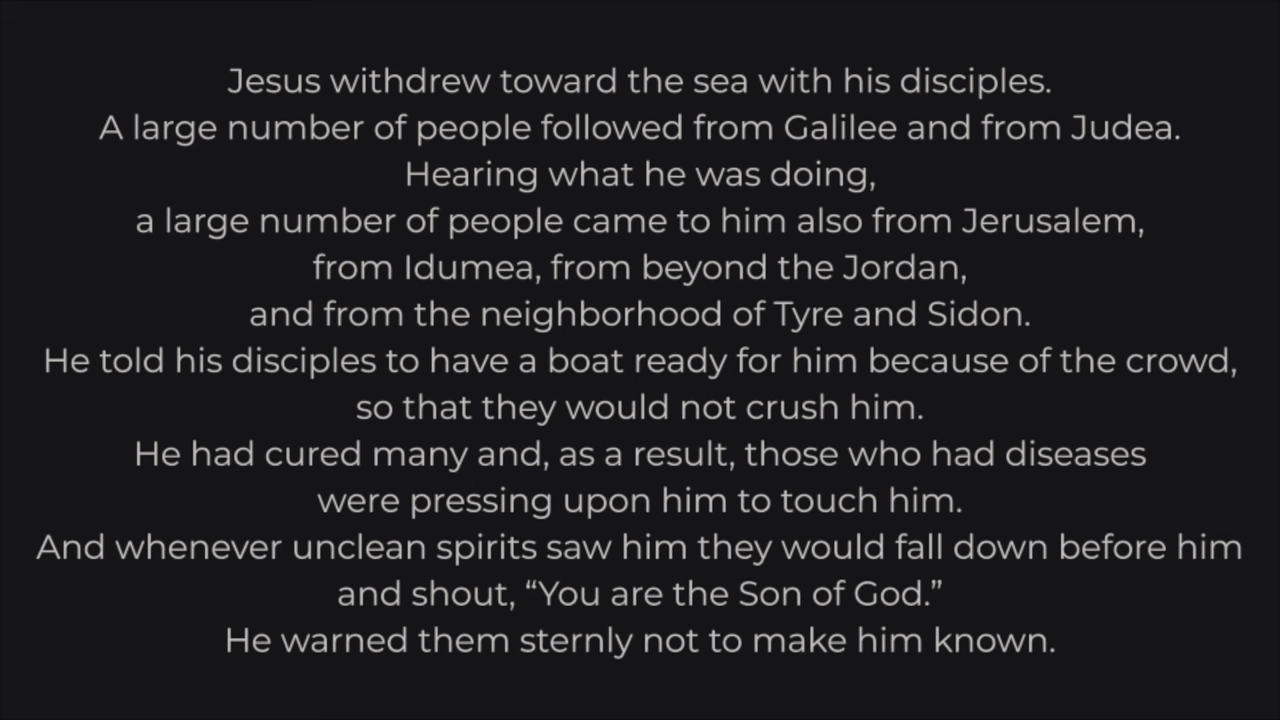 Jesus withdrew toward the sea with his disciples.
A large number of people followed from Galilee and from Judea.
Hearing what he was doing,
a large number of people came to him also from Jerusalem,
from Idumea, from beyond the Jordan,
and from the neighborhood of Tyre and Sidon.
He told his disciples to have a boat ready for him because of the crowd,
so that they would not crush him.
He had cured many and, as a result, those who had diseases
were pressing upon him to touch him.
And whenever unclean spirits saw him they would fall down before him
and shout, “You are the Son of God.”
He warned them sternly not to make him known.